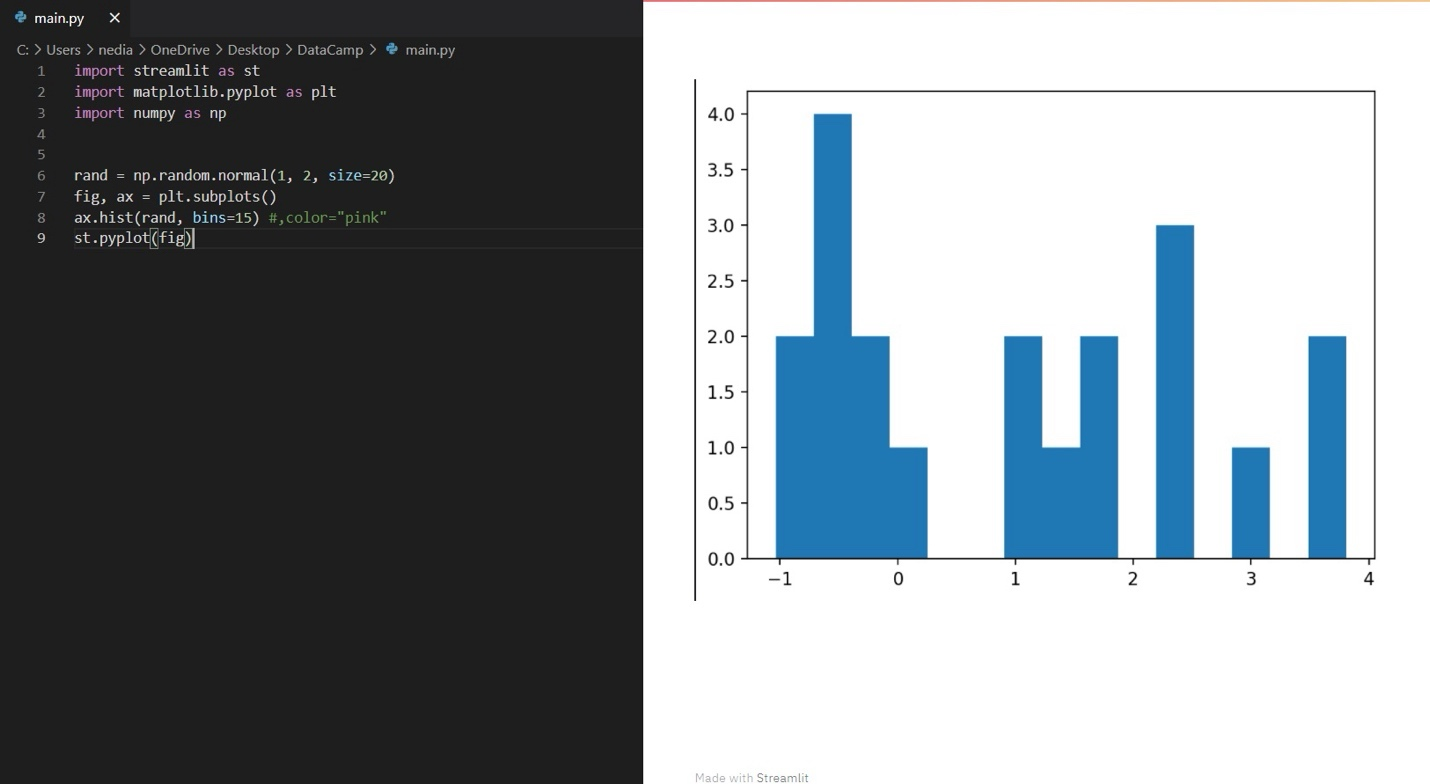 main.py ×
C: > Users > nedia > OneDrive > Desktop > DataCamp > main.py
1 import streamlit as st
2 import matplotlib.pyplot as plt
3 import numpy as np
4
5
6 rand = np.random.normal(1, 2, size=20)
7 fig, ax = plt.subplots()
8 ax.hist(rand, bins=15) #,color="pink"
9 st.pyplot(fig)
4.0
3.5
3.0
2.5
2.0
1.5
1.0
0.5
0.0
−1 0 1 2 3 4
Made with Streamlit